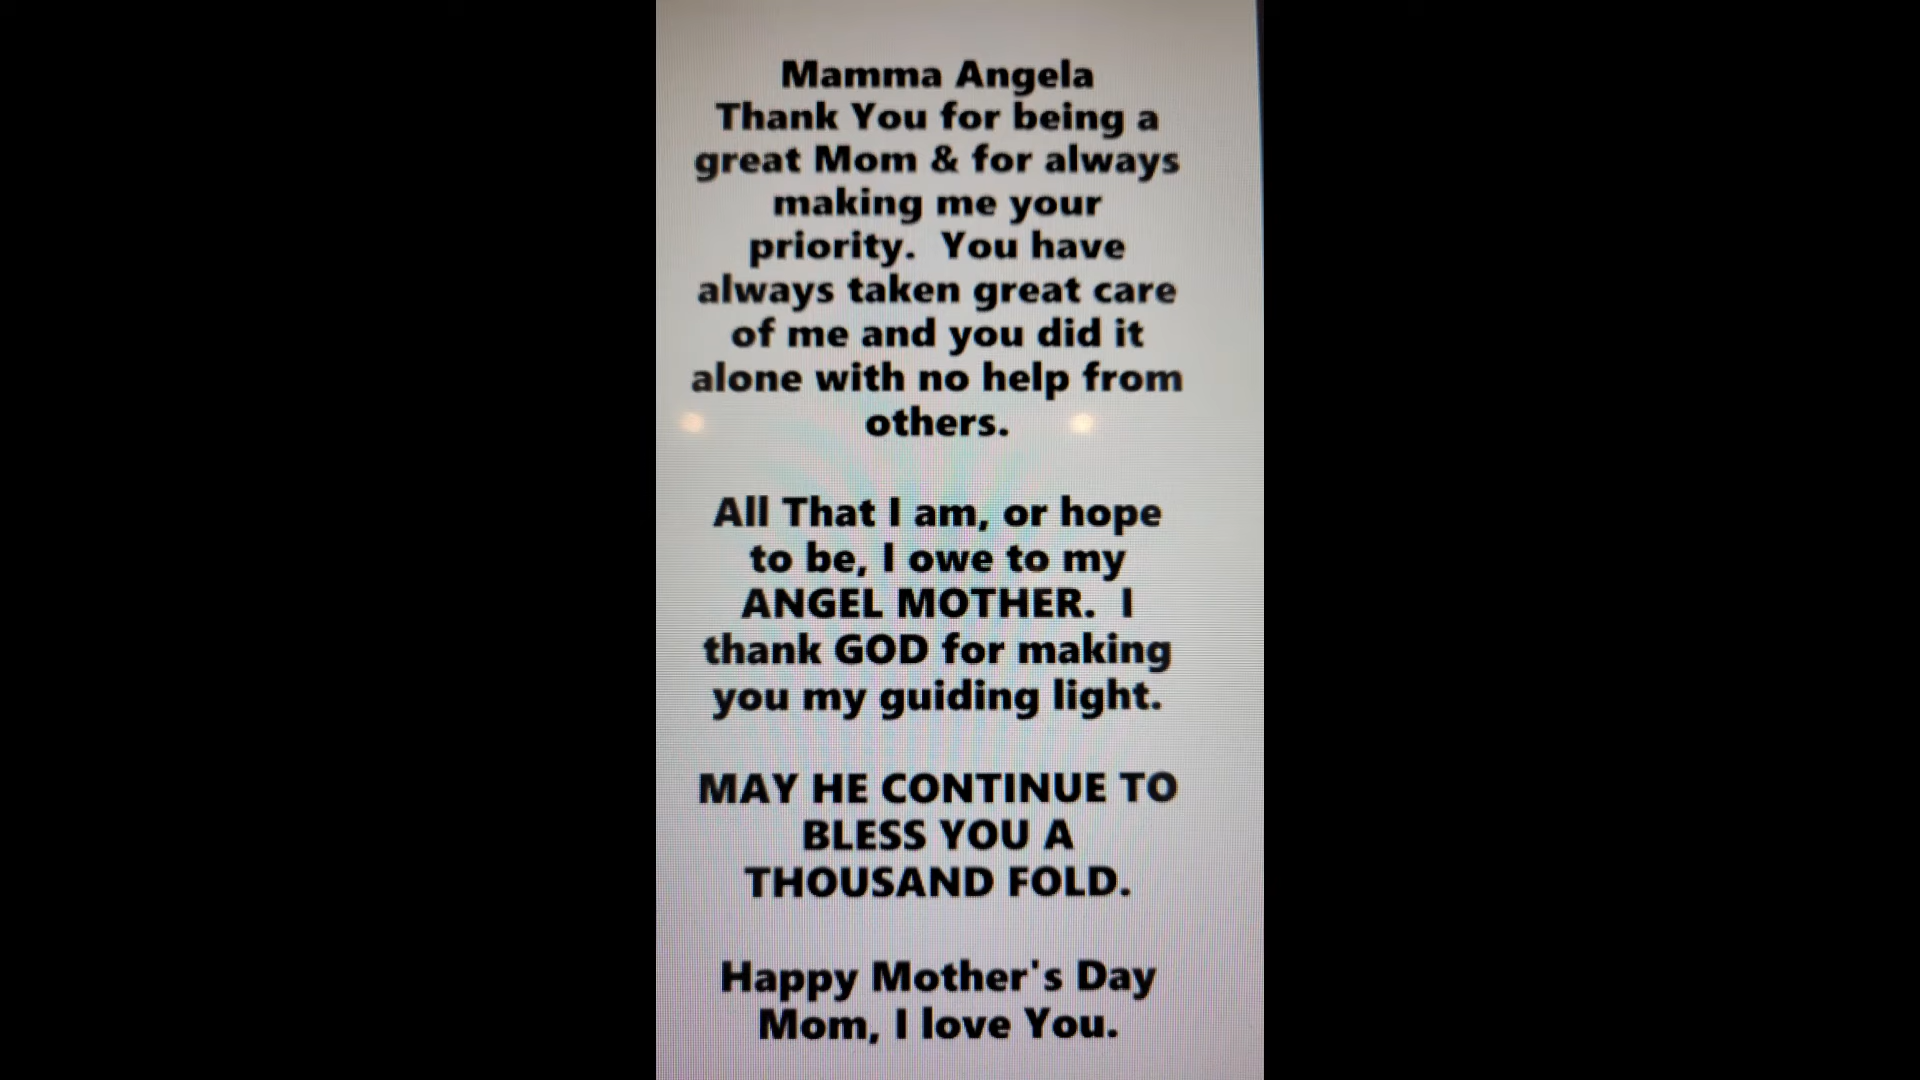 Mamma Angela
Thank You for being a
great Mom & for always
making me your
priority.  You have
always taken great care
of me and you did it
alone with no help from
others.
All That I am, or hope
to be, I owe to my
ANGEL MOTHER.  I
thank GOD for making
you my guiding light.
MAY HE CONTINUE TO
BLESS YOU A
THOUSAND FOLD.
Happy Mother's Day
Mom, I love You.